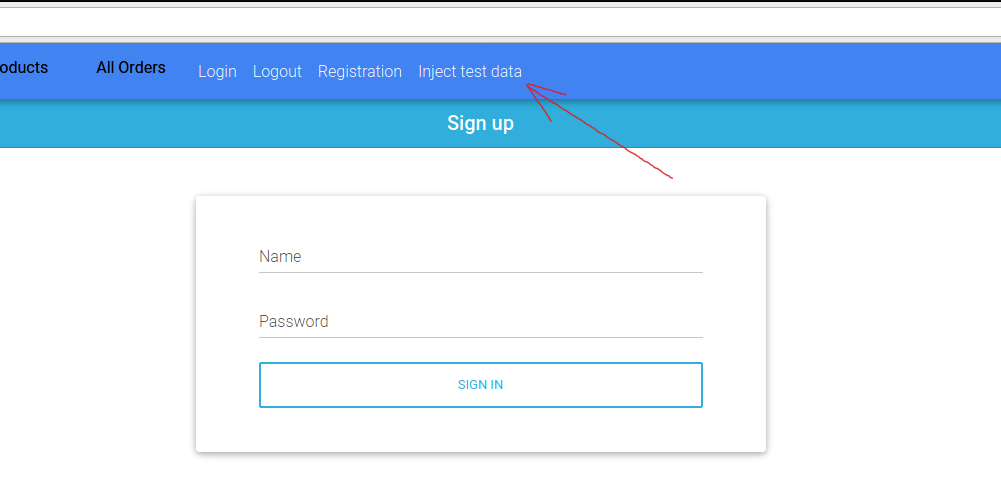 oducts All Orders Login Logout Registration Inject test data
Sign up
Name
Password
SIGN IN